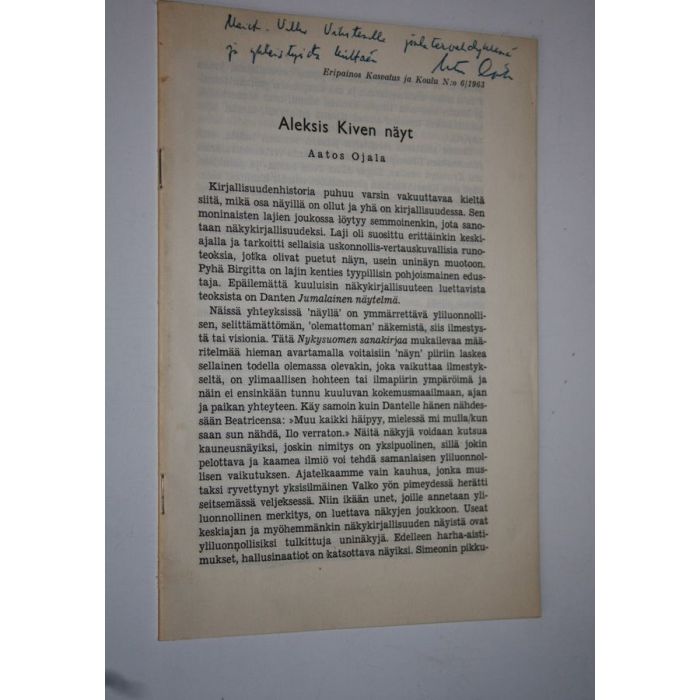 ja yhteistyöstä kiittäen
Eripainos Kasvatus ja Koulu N:o 6/1963
Aleksis Kiven näyt
Aatos Ojala
Kirjallisuudenhistoria puhuu varsin vakuuttavaa kieltä
siitä, mikä osa näyillä on ollut ja yhä on kirjallisuudessa. Sen
moninaisten lajien joukossa löytyy semmoinenkin, jota sano-
taan näkykirjallisuudeksi. Laji oli suosittu erittäinkin keski-
ajalla ja tarkoitti sellaisia uskonnollis-vertauskuvallisia runo-
teoksia, jotka olivat puetut näyn, usein uninäyn muotoon.
Pyhä Birgitta on lajin kenties tyypillisin pohjoismainen edus-
taja. Epäilemättä kuuluisin näkykirjallisuuteen luettavista
teoksista on Danten Jumalainen näytelmä.
Näissä yhteyksissä 'näyllä' on ymmärrettävä yliluonnolli-
sen, selittämättömän, 'olemattoman' näkemistä, siis ilmestys-
tä tai visionia. Tätä Nykysuomen sanakirjaa mukailevaa mää-
ritelmää hieman avartamalla voitaisiin 'näyn' piiriin laskea
sellainen todella olemassa olevakin, joka vaikuttaa ilmestyk-
seltä, on ylimaallisen hohteen tai ilmapiirin ympäröimä ja
näin ei ensinkään tunnu kuuluvan kokemusmaailman, ajan
ja paikan yhteyteen. Käy samoin kuin Dantelle hänen nähdes-
sään Beatricensa: »Muu kaikki häipyy, mielessä mi mulla/kun
saan sun nähdä, Ilo verraton.» Näitä näkyjä voidaan kutsua
kauneusnäyiksi, joskin nimitys on yksipuolinen, sillä jokin
pelottava ja kaamea ilmiö voi tehdä samanlaisen yliluonnol-
lisen vaikutuksen. Ajatelkaamme vain kauhua, jonka mus-
taksi ryvettynyt yksisilmäinen Valko yön pimeydessä herätti
seitsemässä veljeksessä. Niin ikään unet, joille annetaan yli-
luonnollinen merkitys, on luettava näkyjen joukkoon. Useat
keskiajan ja myöhemmänkin näkykirjallisuuden näyistä ovat
yliluonnollisiksi tulkittuja uninäkyjä. Edelleen harha-aisti-
mukset, hallusinaatiot on katsottava näyiksi. Simeonin pikku-